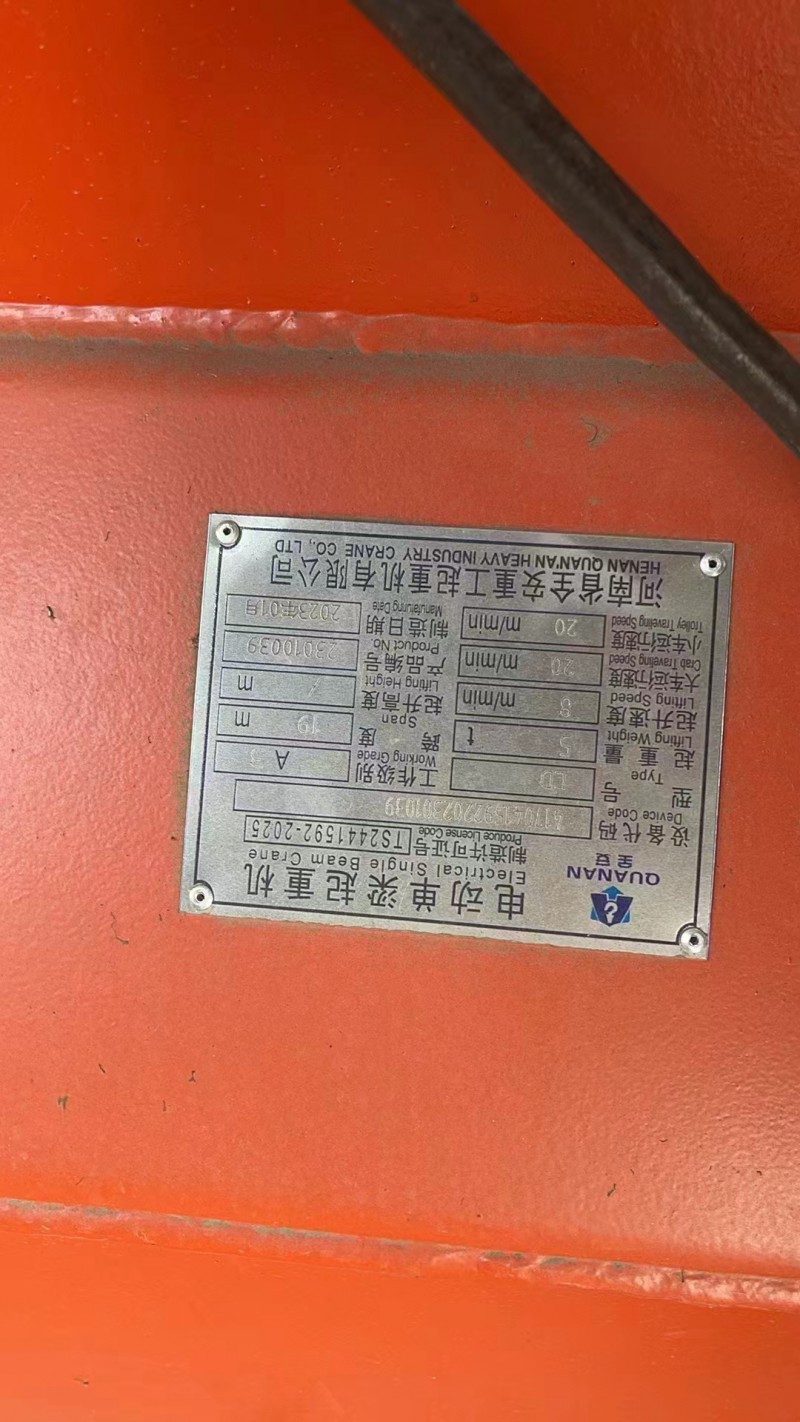 QUANAN
全安
电动单梁起重机
Electrical Single Beam Crane
制造许可证号 TS2441592-2025
Produce License Code
设备代码
Device Code
型号 LD
Type
工作级别 A
Working Grade
起重量 5 t
Lifting Weight
跨度 19 m
Span
起升速度 8 m/min
Lifting Speed
起升高度 m
Lifting Height
大车运行速度 20 m/min
Crab Traveling Speed
产品编号 23010039
Product No.
小车运行速度 20 m/min
Trolley Traveling Speed
制造日期 2023年01月
Manufaturing Date
河南省全安重工起重机有限公司
HENAN QUAN'AN HEAVY INDUSTRY CRANE CO., LTD